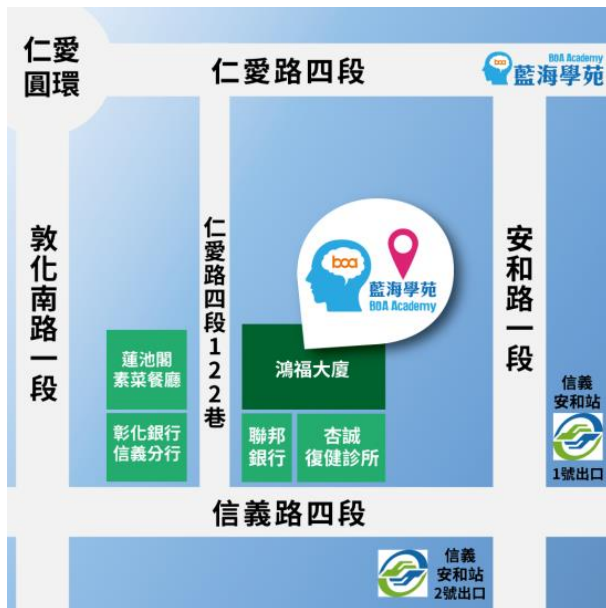 仁愛
圓環
仁愛路四段
BOA Academy
藍海學苑
敦化南路一段
仁愛路四段122巷
安和路一段
boa
藍海學苑
BOA Academy
蓮池閣
素菜餐廳
鴻福大廈
彰化銀行
信義分行
聯邦
銀行
杏誠
復健診所
信義
安和站
1號出口
信義路四段
信義
安和站
2號出口